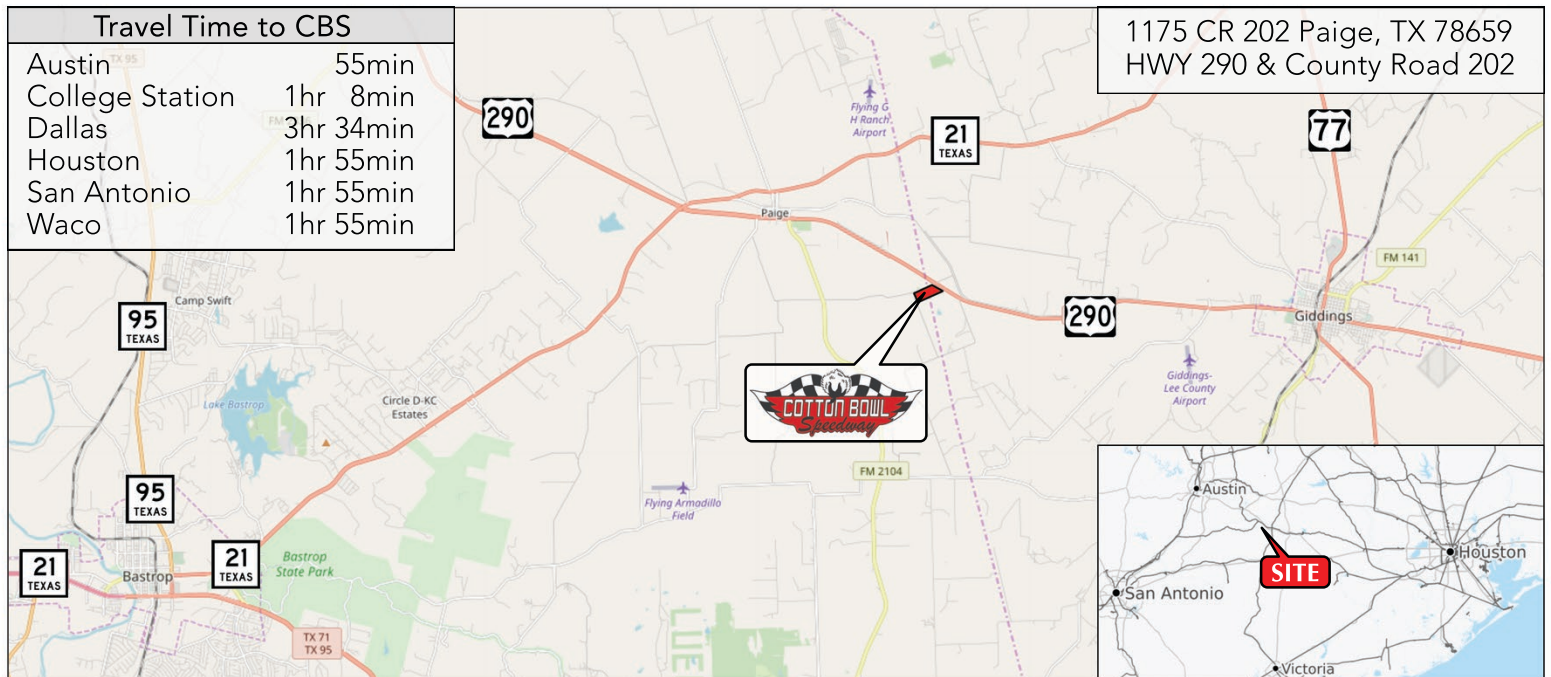 Travel Time to CBS
Austin 55min
College Station 1hr 8min
Dallas 3hr 34min
Houston 1hr 55min
San Antonio 1hr 55min
Waco 1hr 55min
1175 CR 202 Paige, TX 78659
HWY 290 & County Road 202
TX 95
FM
290
Flying G
H Ranch
Airport
21
TEXAS
77
Paige
FM 141
Camp Swift
95
TEXAS
290
Giddings
Giddings-
Lee County
Airport
Lake Bastrop
Circle D-KC
Estates
COTTON BOWL
Speedway
FM 2104
95
TEXAS
Flying Armadillo
Field
21
TEXAS
Bastrop
21
TEXAS
Bastrop
State Park
TX 71
TX 95
LUE
Austin
Houston
SITE
San Antonio
Victoria